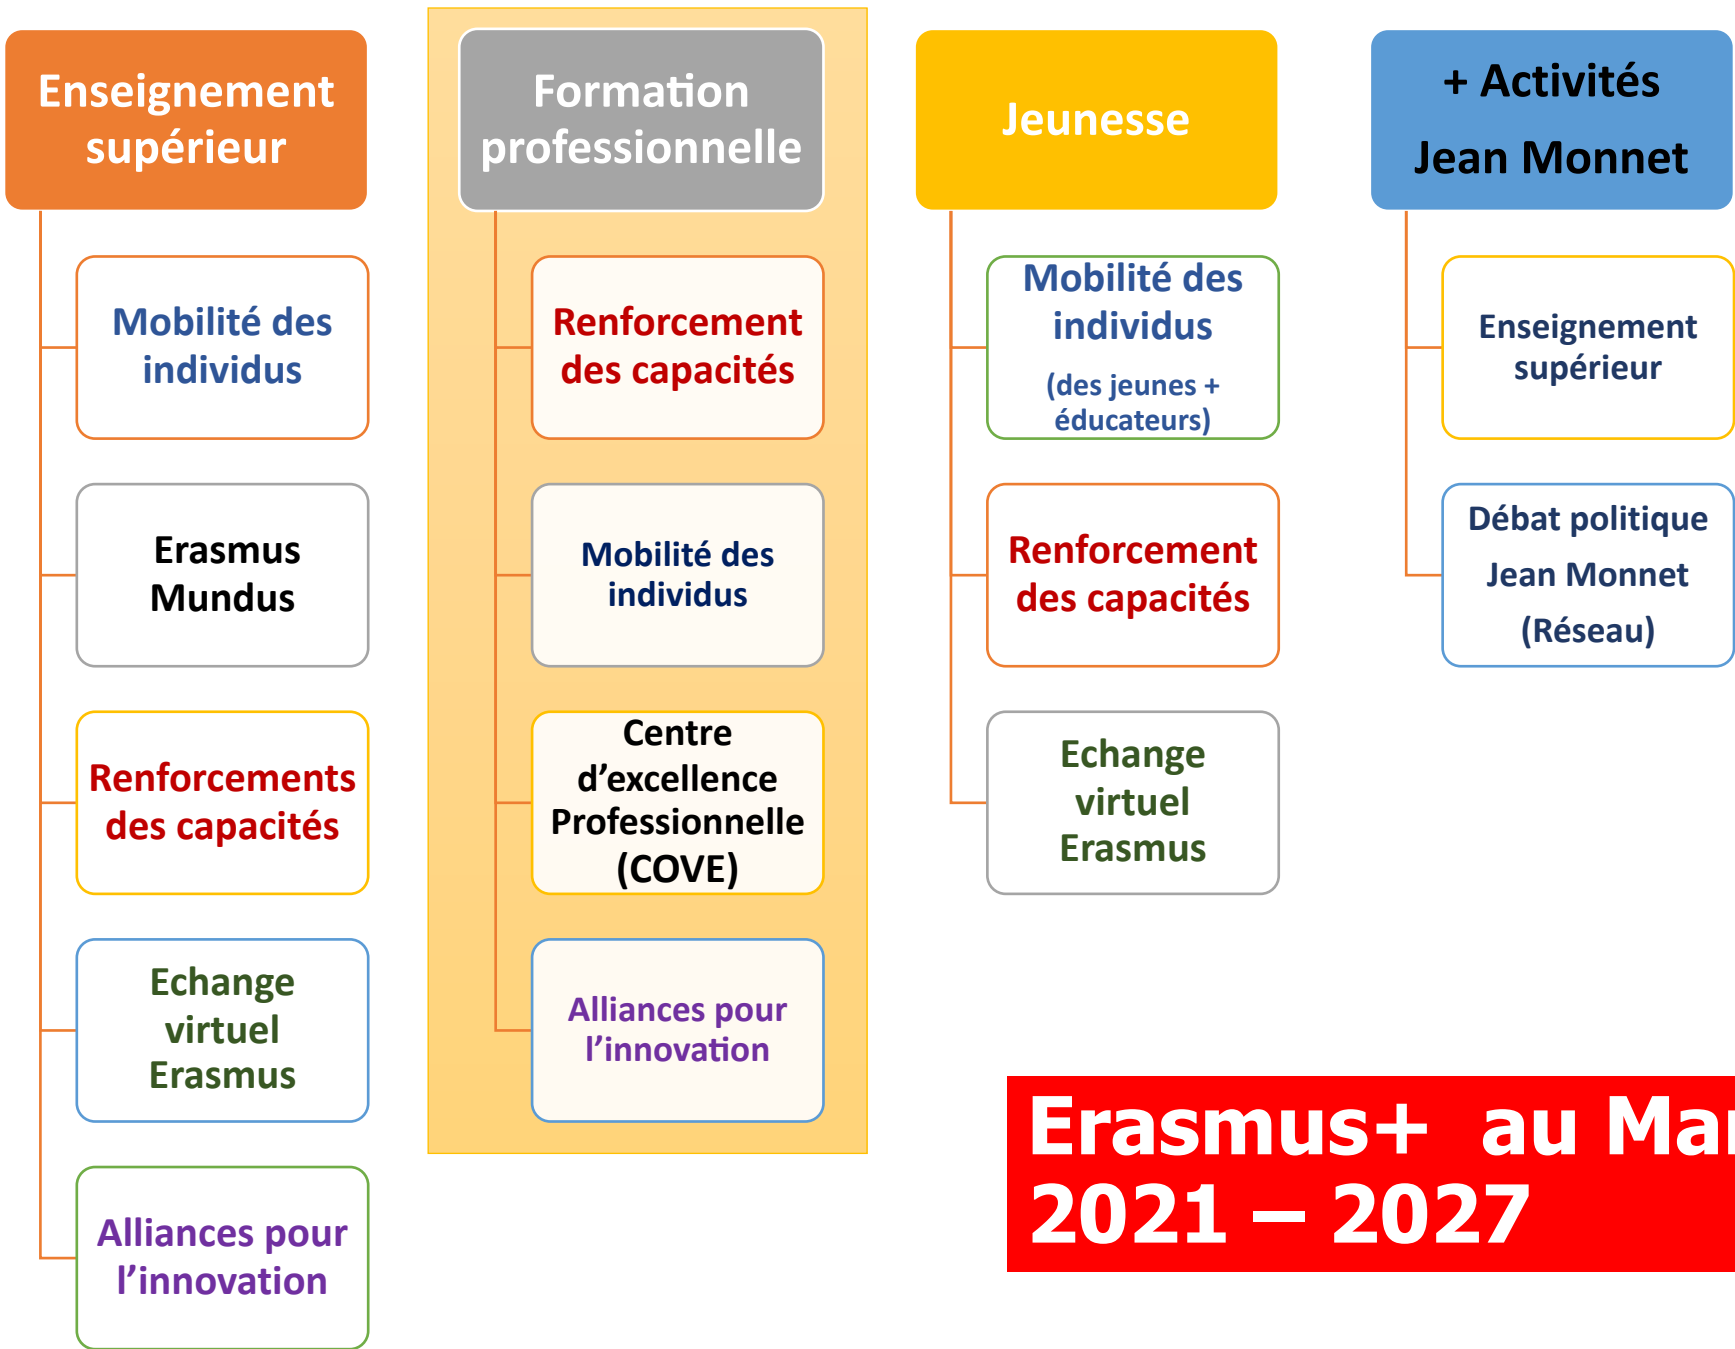 Enseignement
supérieur
Mobilité des
individus
Erasmus
Mundus
Renforcements
des capacités
Echange
virtuel
Erasmus
Alliances pour
l'innovation
Formation
professionnelle
Renforcement
des capacités
Mobilité des
individus
Centre
d'excellence
Professionnelle
(COVE)
Alliances pour
l'innovation
Jeunesse
Mobilité des
individus
(des jeunes +
éducateurs)
Renforcement
des capacités
Echange
virtuel
Erasmus
+ Activités
Jean Monnet
Enseignement
supérieur
Débat politique
Jean Monnet
(Réseau)
Erasmus+ au
2021 – 2027